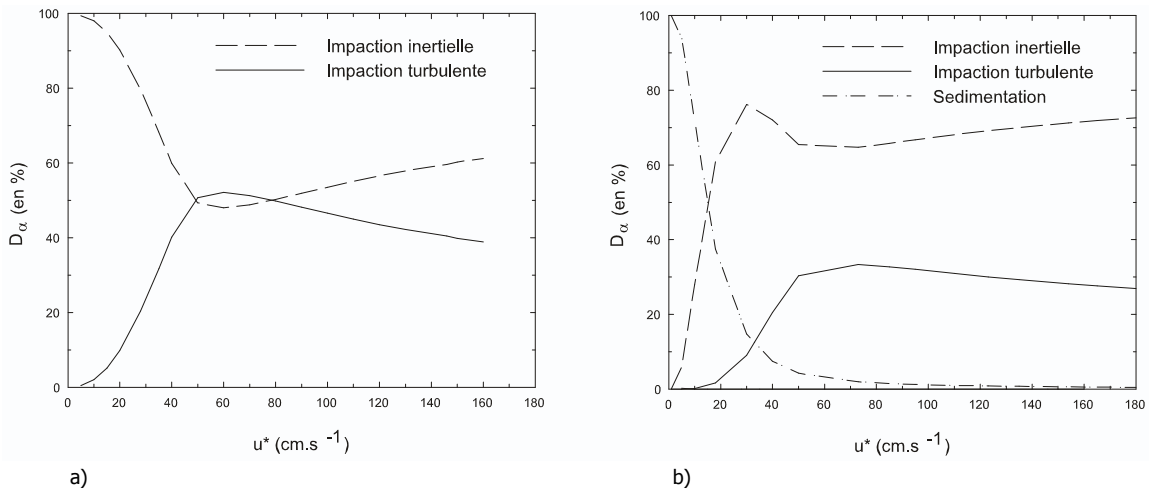 100
80
60
40
20
0
D α (en %)
Impaction inertielle
Impaction turbulente
0 20 40 60 80 100 120 140 160 180
u* (cm.s -1)
a)
100
80
60
40
20
0
D α (en %)
Impaction inertielle
Impaction turbulente
Sedimentation
0 20 40 60 80 100 120 140 160 180
u* (cm.s -1)
b)